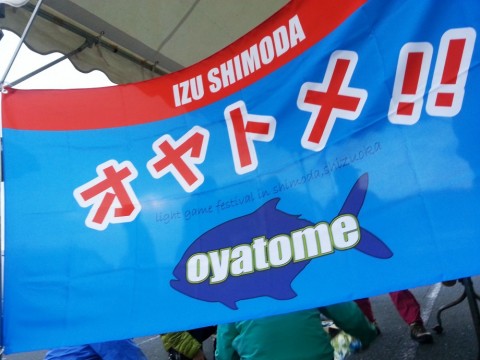 IZU SHIMODA
オヤトメ!!
light game festival in shimoda,shizuoka
oyatome